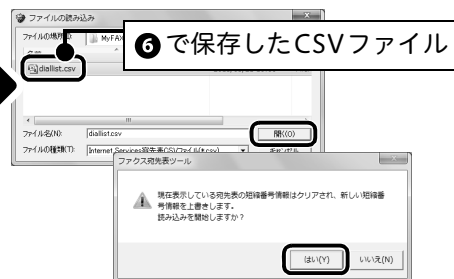 ファイルの読み込み
ファイルの場所(I):
MyFAX
❻で保存したCSVファイル
diallist.csv
ファイル名(N):
diallist.csv
開く(O)
ファイルの種類(T):
Internet Services宛先表CSVファイル(*.csv)
キャンセル
ファクス宛先表ツール
現在表示している宛先表の短縮番号情報はクリアされ、新しい短縮番
号情報を上書きします。
読み込みを開始しますか?
はい(Y)
いいえ(N)